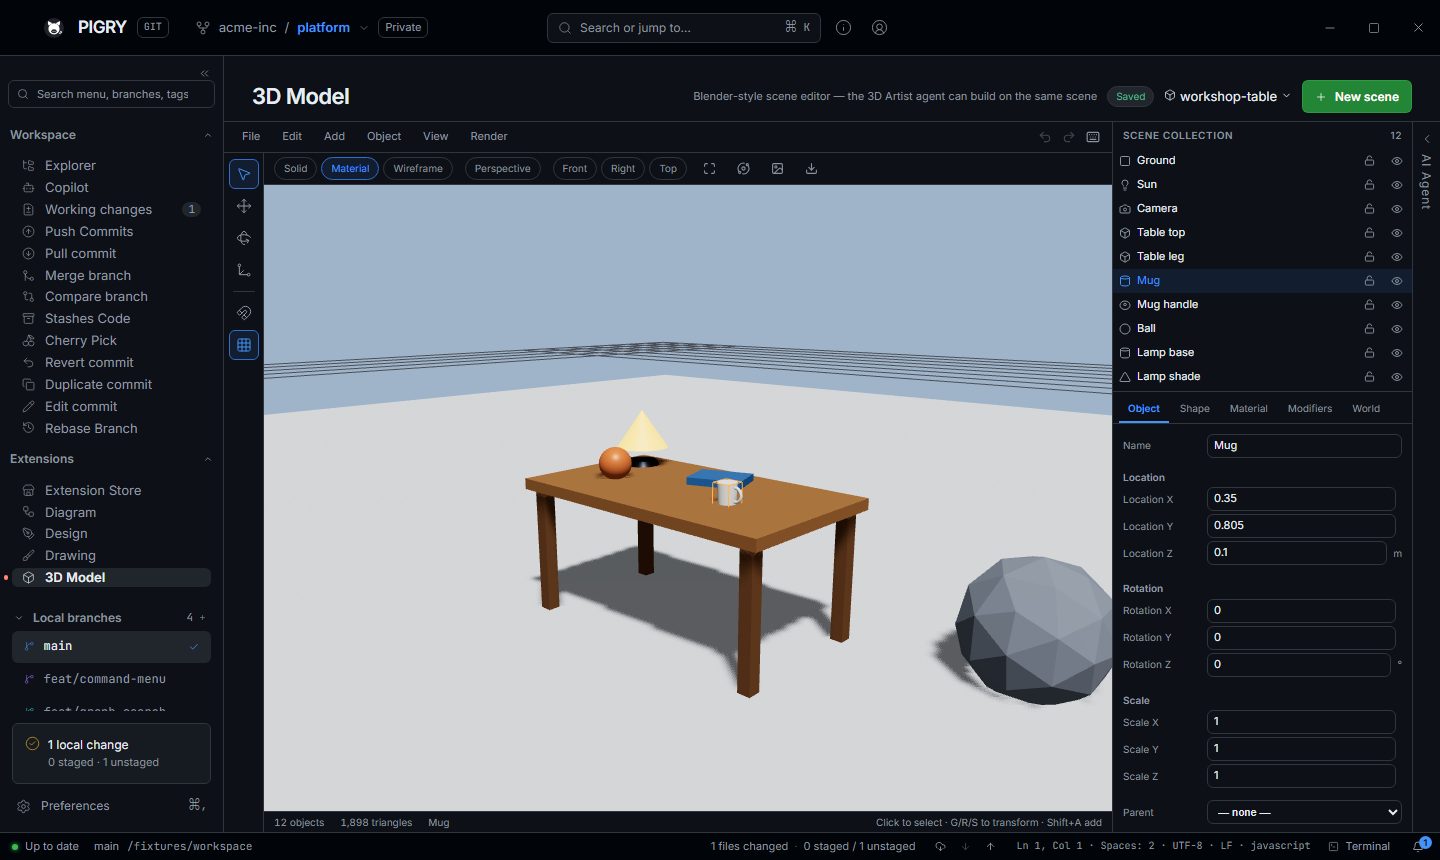 PIGRY GIT acme-inc / platform Private Search or jump to... ⌘ K
Search menu, branches, tags
Workspace
Explorer
Copilot
Working changes 1
Push Commits
Pull commit
Merge branch
Compare branch
Stashes Code
Cherry Pick
Revert commit
Duplicate commit
Edit commit
Rebase Branch
Extensions
Extension Store
Diagram
Design
Drawing
3D Model
Local branches 4 +
main
feat/command-menu
1 local change
0 staged · 1 unstaged
Preferences ⌘,
3D Model
Blender-style scene editor — the 3D Artist agent can build on the same scene Saved workshop-table + New scene
File Edit Add Object View Render
Solid Material Wireframe Perspective Front Right Top
12 objects 1,898 triangles Mug Click to select · G/R/S to transform · Shift+A add
SCENE COLLECTION 12
Ground
Sun
Camera
Table top
Table leg
Mug
Mug handle
Ball
Lamp base
Lamp shade
Object Shape Material Modifiers World
Name Mug
Location
Location X 0.35
Location Y 0.805
Location Z 0.1 m
Rotation
Rotation X 0
Rotation Y 0
Rotation Z 0 °
Scale
Scale X 1
Scale Y 1
Scale Z 1
Parent — none —
AI Agent
Up to date main /fixtures/workspace 1 files changed · 0 staged / 1 unstaged Ln 1, Col 1 · Spaces: 2 · UTF-8 · LF · javascript Terminal 1